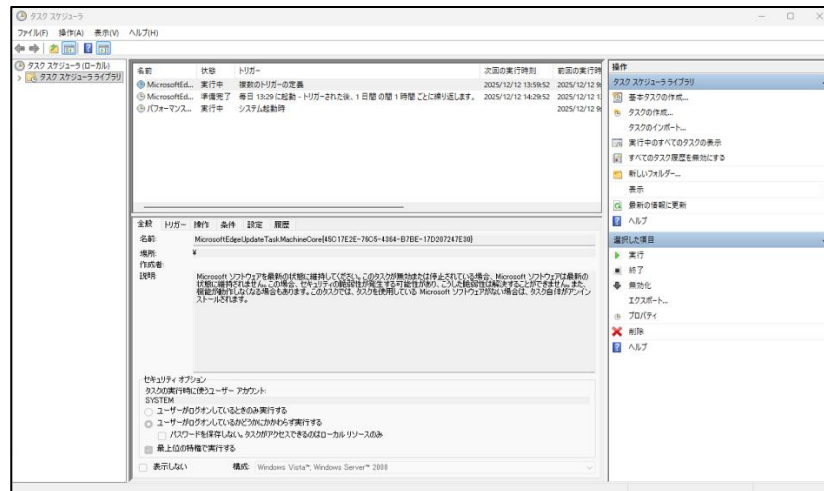 タスク スケジューラ
ファイル(F) 操作(A) 表示(V) ヘルプ(H)
タスク スケジューラ (ローカル)
タスク スケジューラ ライブラリ
名前 状態 トリガー 次回の実行時刻 前回の実行時
MicrosoftEd... 実行中 複数のトリガーの定義 2025/12/12 13:59:52 2025/12/12 9:
MicrosoftEd... 準備完了 毎日 13:29 に起動 - トリガーされた後、1 日間 の間 1 時間 ごとに繰り返します。 2025/12/12 14:29:52 2025/12/12 1:
パフォーマンス... 実行中 システム起動時 2025/12/12 9:
全般 トリガー 操作 条件 設定 履歴
名前: MicrosoftEdgeUpdateTaskMachineCore{45C17E2E-76C5-4364-B7BE-17D207247E30}
場所: ¥
作成者:
説明: Microsoft ソフトウェアを最新の状態に維持してください。このタスクが無効または停止されている場合、Microsoft ソフトウェアは最新の
状態に維持されません。この場合、セキュリティの脆弱性が発生する可能性があり、こうした脆弱性は解決することができません。また、
機能が動作しなくなる場合もあります。このタスクでは、タスクを使用している Microsoft ソフトウェアがない場合は、タスク自体がアンイン
ストールされます。
セキュリティ オプション
タスクの実行時に使うユーザー アカウント:
SYSTEM
ユーザーがログオンしているときのみ実行する
ユーザーがログオンしているかどうかにかかわらず実行する
パスワードを保存しない。タスクがアクセスできるのはローカル リソースのみ
最上位の特権で実行する
表示しない 構成: Windows Vista™, Windows Server™ 2008
操作
タスク スケジューラ ライブラリ
基本タスクの作成...
タスクの作成...
タスクのインポート...
実行中のすべてのタスクの表示
すべてのタスク履歴を無効にする
新しいフォルダー...
表示
最新の情報に更新
ヘルプ
選択した項目
実行
終了
無効化
エクスポート...
プロパティ
削除
ヘルプ